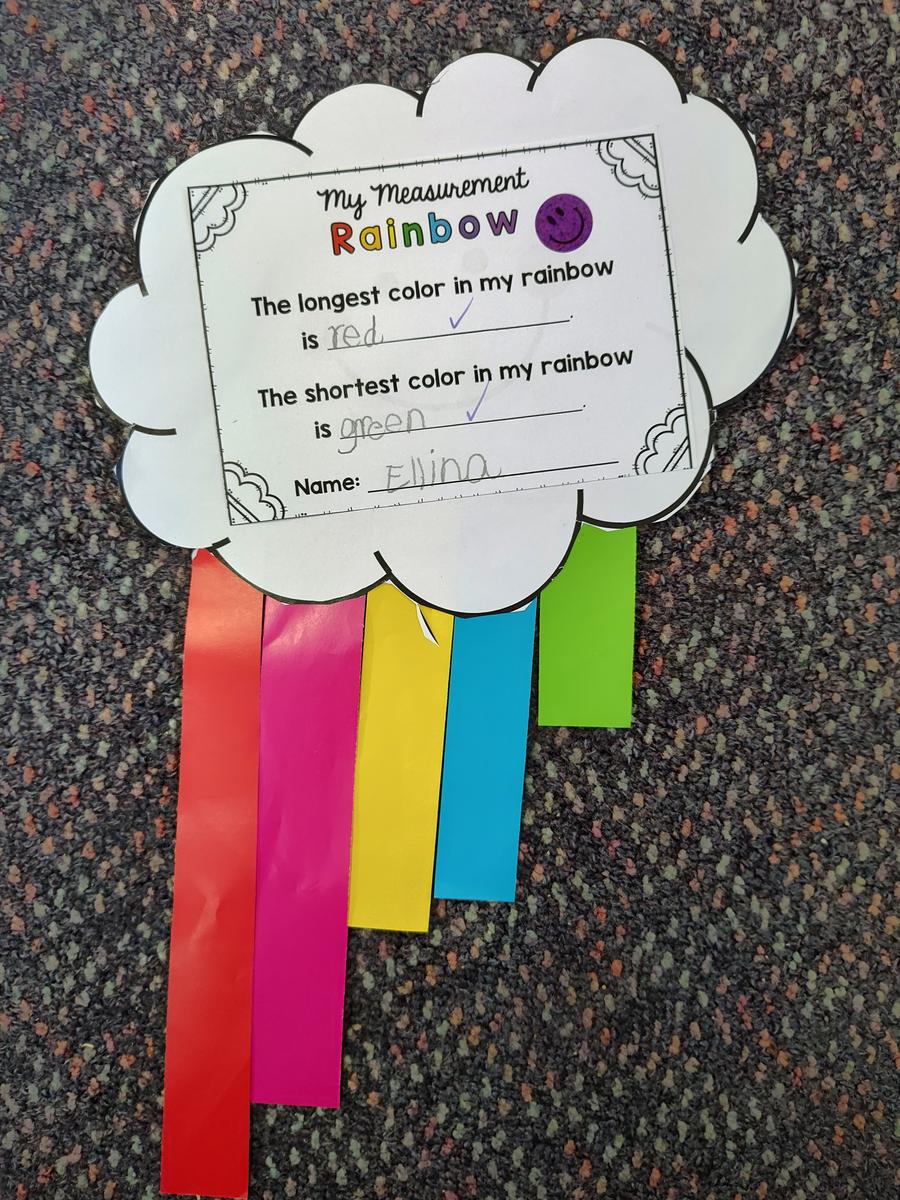 My Measurement
Rainbow
The longest color in my rainbow
is red.
The shortest color in my rainbow
is green.
Name: Ellina